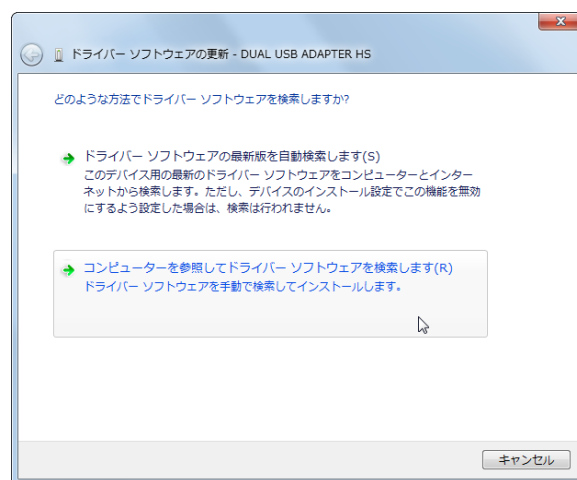 ドライバー ソフトウェアの更新 - DUAL USB ADAPTER HS
どのような方法でドライバー ソフトウェアを検索しますか?
ドライバー ソフトウェアの最新版を自動検索します(S)
このデバイス用の最新のドライバー ソフトウェアをコンピューターとインター
ネットから検索します。ただし、デバイスのインストール設定でこの機能を無効
にするよう設定した場合は、検索は行われません。
コンピューターを参照してドライバー ソフトウェアを検索します(R)
ドライバー ソフトウェアを手動で検索してインストールします。
キャンセル